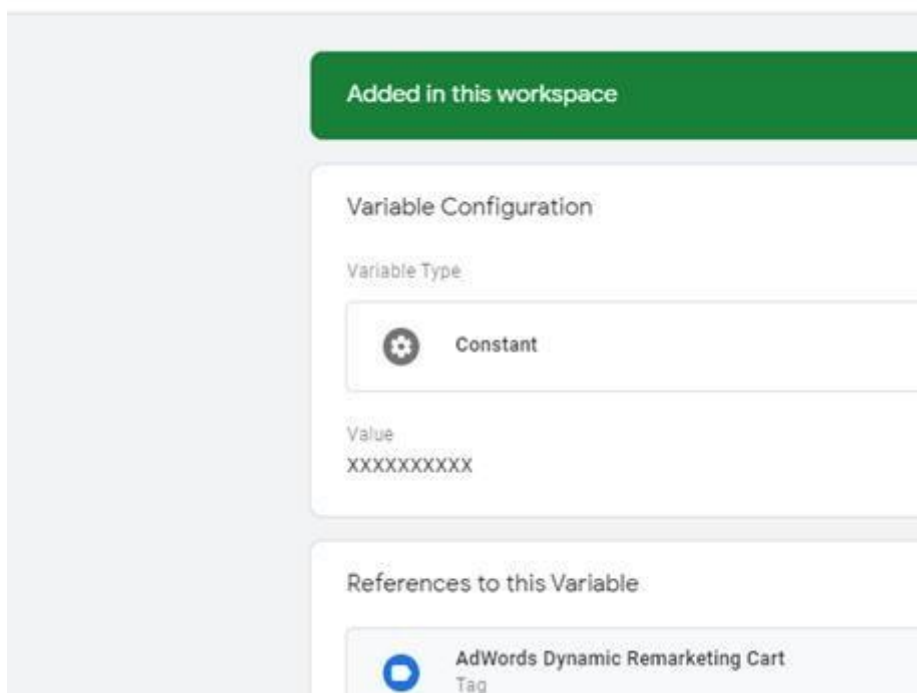 Added in this workspace
Variable Configuration
Variable Type
Constant
Value
XXXXXXXXXX
References to this Variable
AdWords Dynamic Remarketing Cart
Tag